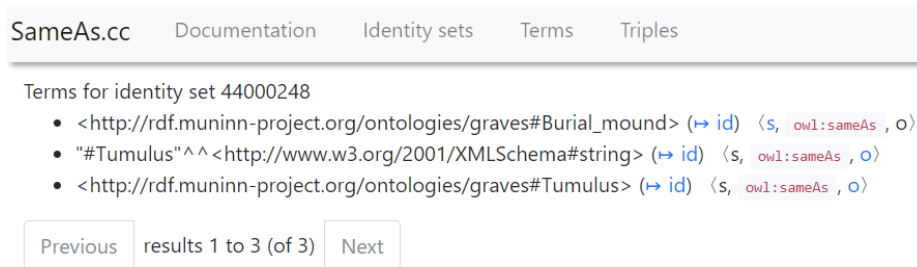 SameAs.cc Documentation Identity sets Terms Triples
Terms for identity set 44000248
• <http://rdf.muninn-project.org/ontologies/graves#Burial_mound> (↦ id) ⟨s, owl:sameAs , o⟩
• "#Tumulus"^^<http://www.w3.org/2001/XMLSchema#string> (↦ id) ⟨s, owl:sameAs , o⟩
• <http://rdf.muninn-project.org/ontologies/graves#Tumulus> (↦ id) ⟨s, owl:sameAs , o⟩
Previous results 1 to 3 (of 3) Next